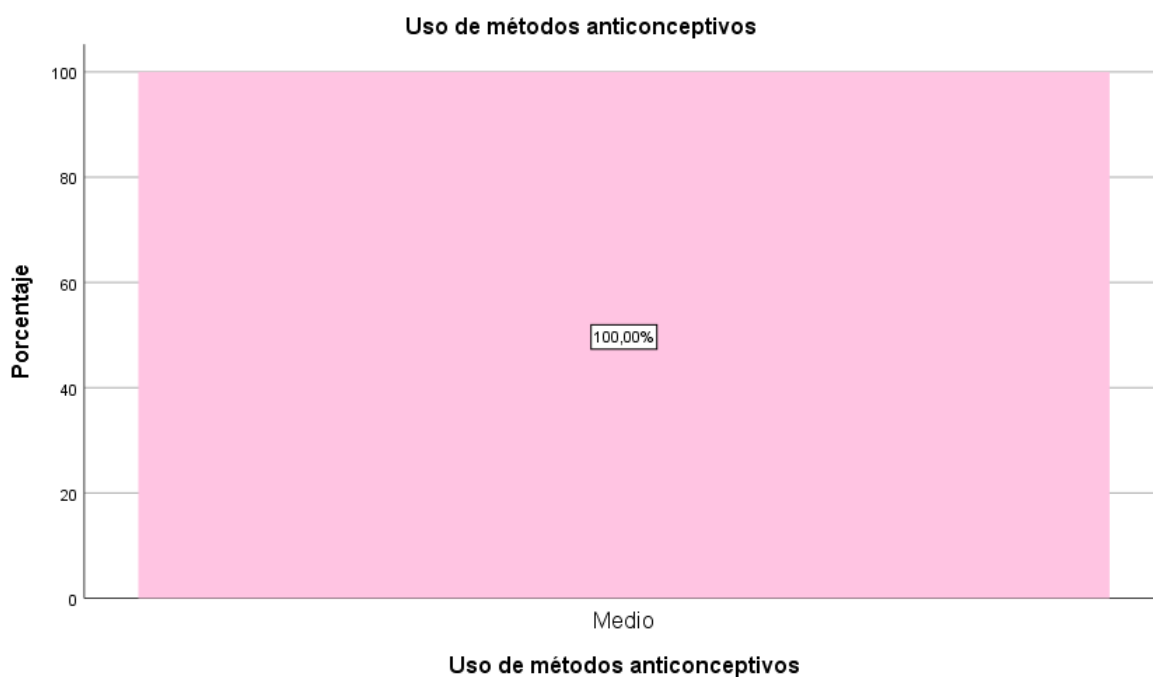 Uso de métodos anticonceptivos
Porcentaje
100
80
60
40
20
0
100,00%
Medio
Uso de métodos anticonceptivos